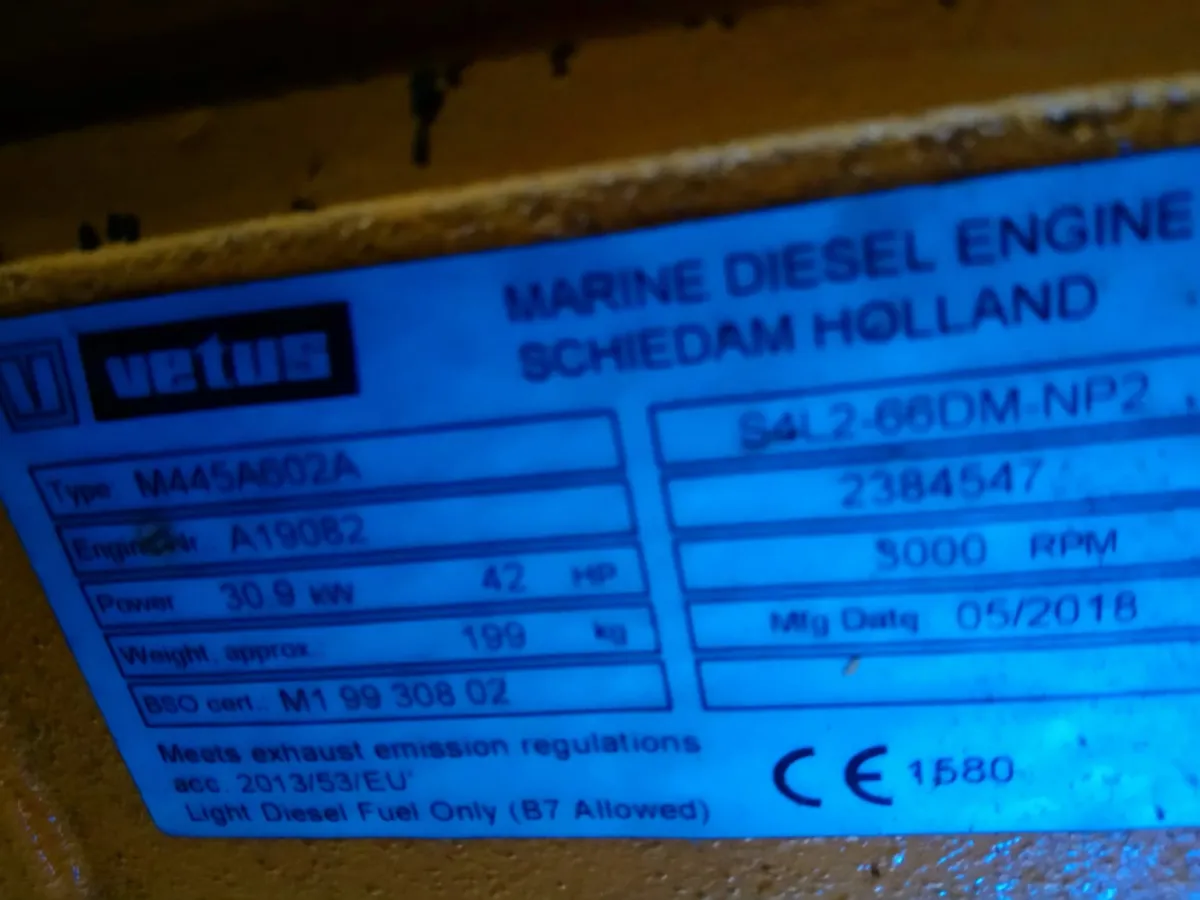 vetus
MARINE DIESEL ENGINE
SCHIEDAM HOLLAND
Type M445A602A
S4L2-66DM-NP2
Engine Nr A19082
2384547
Power 30.9 kW 42 HP
3000 RPM
Weight. approx. 199 kg
Mfg Date 05/2018
BSO cert.: M1 99 308 02
Meets exhaust emission regulations
acc. 2013/53/EU
Light Diesel Fuel Only (B7 Allowed)
CE 1580